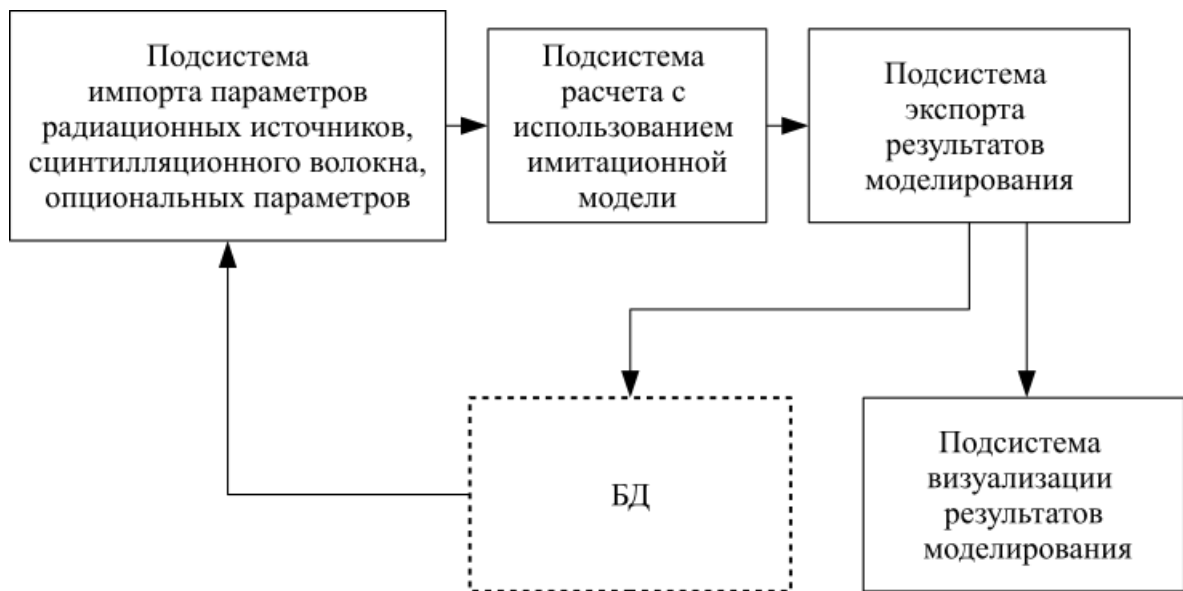 Подсистема
импорта параметров
радиационных источников,
сцинтилляционного волокна,
опциональных параметров
Подсистема
расчета с
использованием
имитационной
модели
Подсистема
экспорта
результатов
моделирования
БД
Подсистема
визуализации
результатов
моделирования